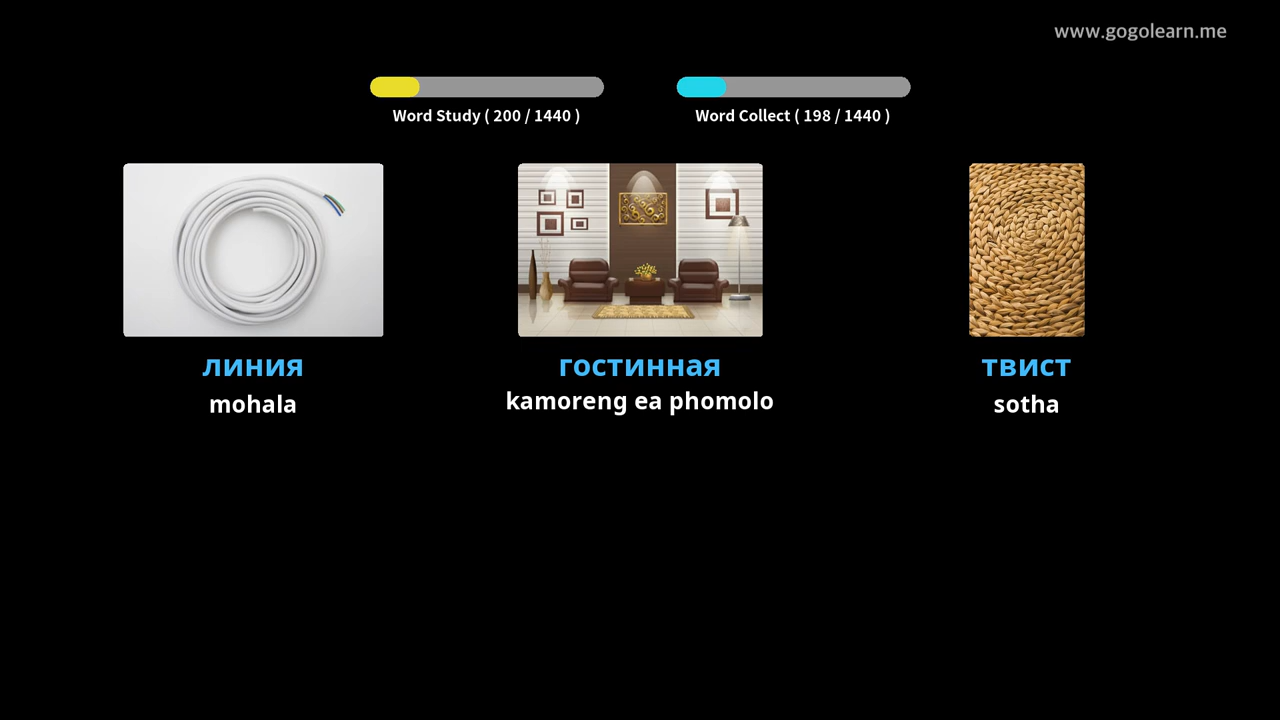 www.gogolearn.me
Word Study ( 200 / 1440 )
Word Collect ( 198 / 1440 )
линия
mohala
гостинная
kamoreng ea phomolo
твист
sotha